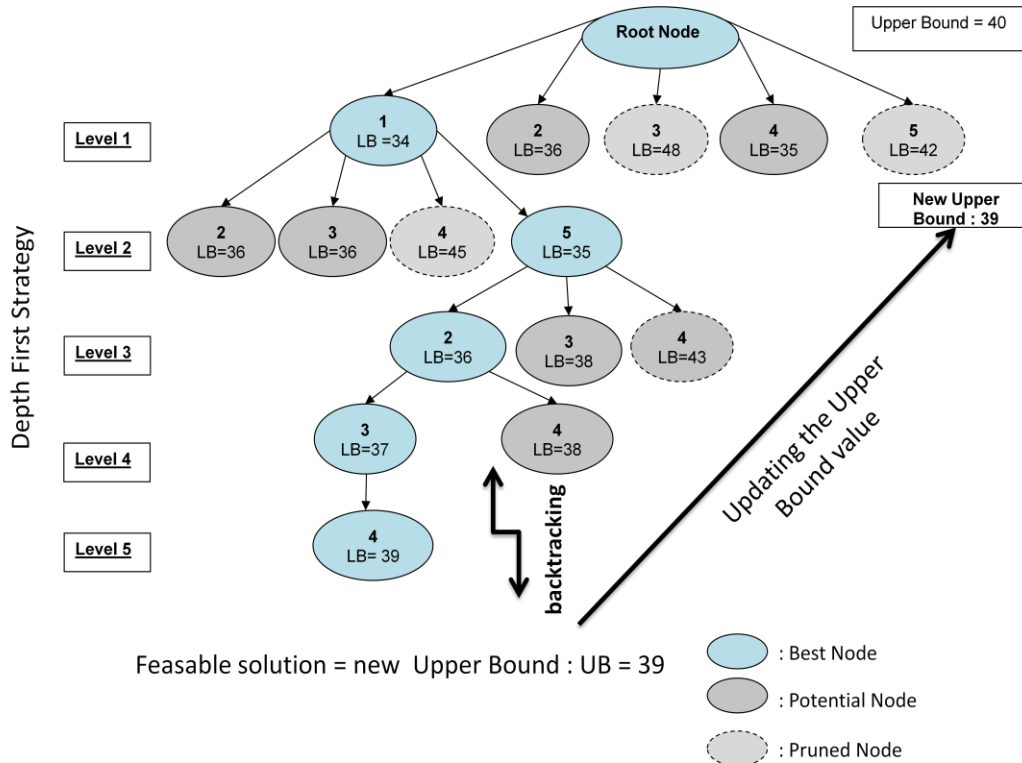 Root Node
Upper Bound = 40
Level 1
1
LB =34
2
LB=36
3
LB=48
4
LB=35
5
LB=42
New Upper
Bound : 39
Level 2
2
LB=36
3
LB=36
4
LB=45
5
LB=35
Depth First Strategy
Level 3
2
LB=36
3
LB=38
4
LB=43
Updating the Upper
Bound value
Level 4
3
LB=37
4
LB=38
backtracking
Level 5
4
LB= 39
Feasable solution = new Upper Bound : UB = 39
: Best Node
: Potential Node
: Pruned Node